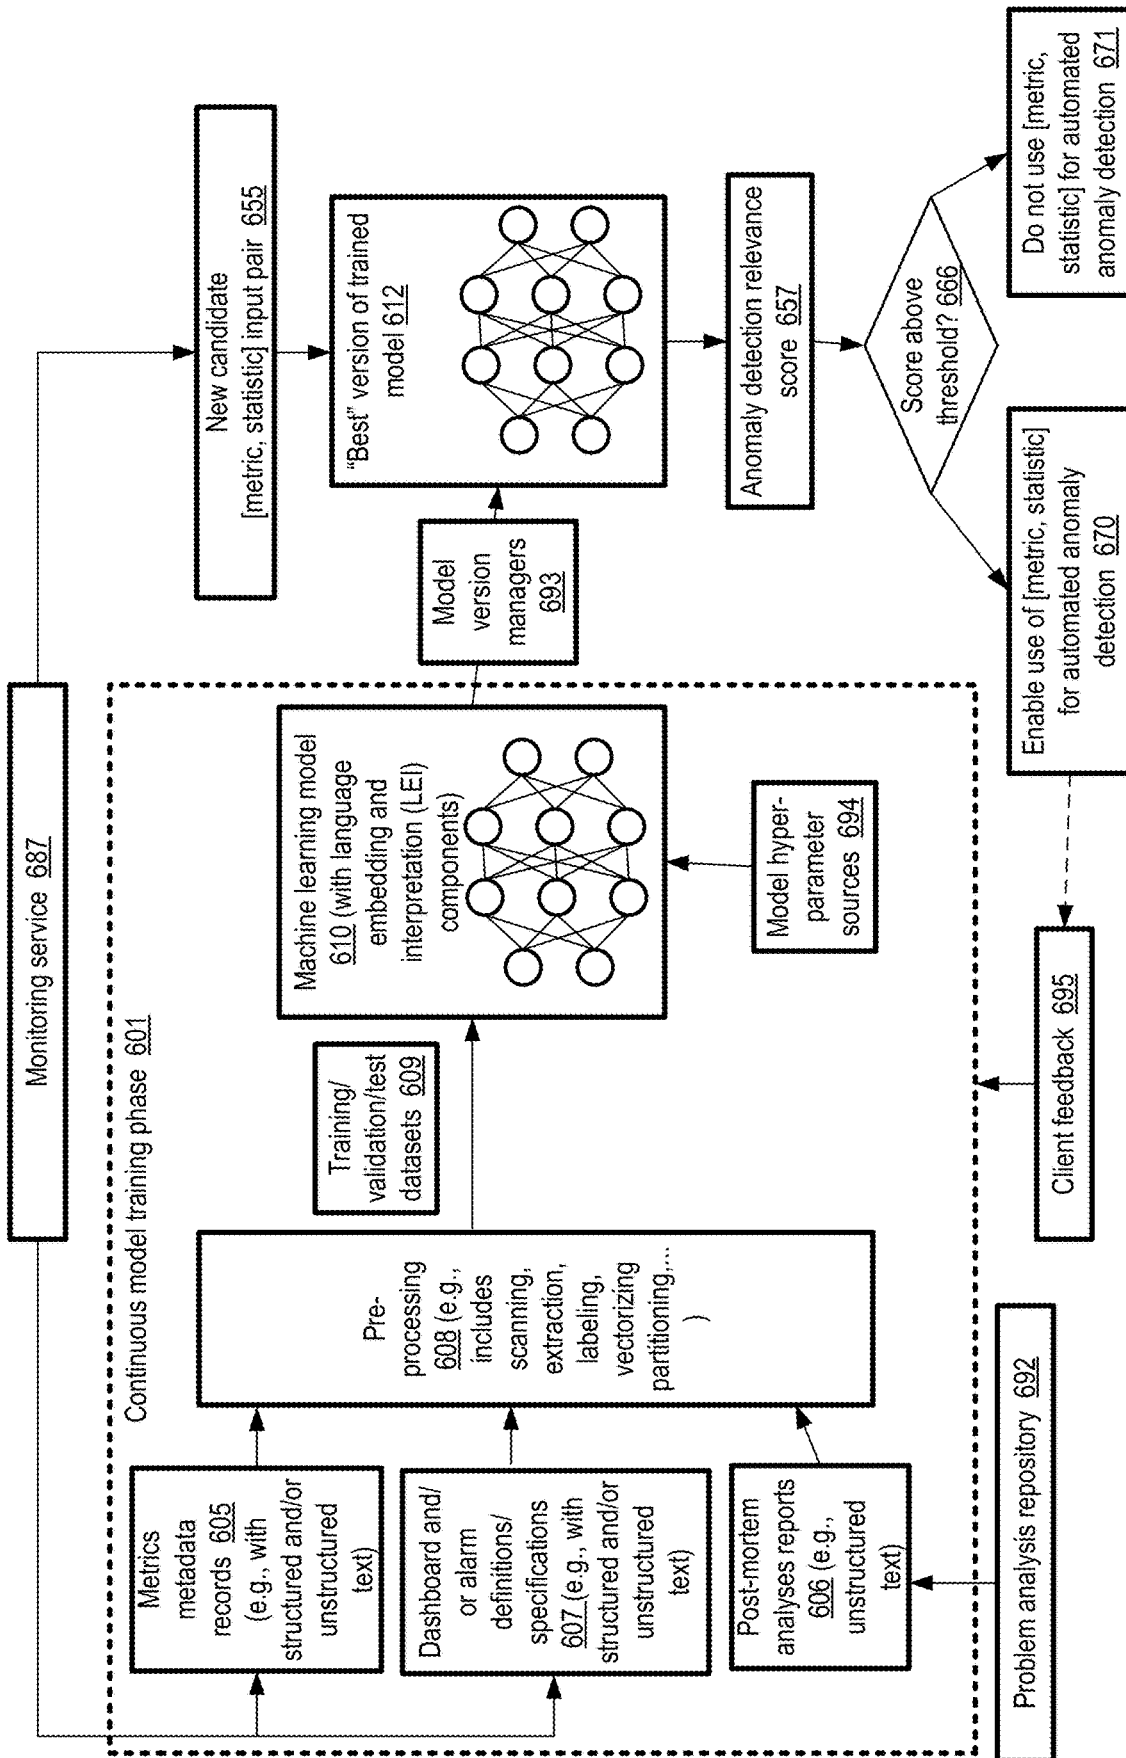 Monitoring service 687
Continuous model training phase 601
Metrics
metadata
records 605
(e.g., with
structured and/or
unstructured
text)
Dashboard and/
or alarm
definitions/
specifications
607 (e.g., with
structured and/or
unstructured
text)
Post-mortem
analyses reports
606 (e.g.,
unstructured
text)
Problem analysis repository 692
Pre-
processing
608 (e.g.,
includes
scanning,
extraction,
labeling,
vectorizing
partitioning,...
)
Training/
validation/test
datasets 609
Machine learning model
610 (with language
embedding and
interpretation (LEI)
components)
Model hyper-
parameter
sources 694
Client feedback 695
Model
version
managers
693
New candidate
[metric, statistic] input pair 655
“Best” version of trained
model 612
Anomaly detection relevance
score 657
Score above
threshold? 666
Enable use of [metric, statistic]
for automated anomaly
detection 670
Do not use [metric,
statistic] for automated
anomaly detection 671